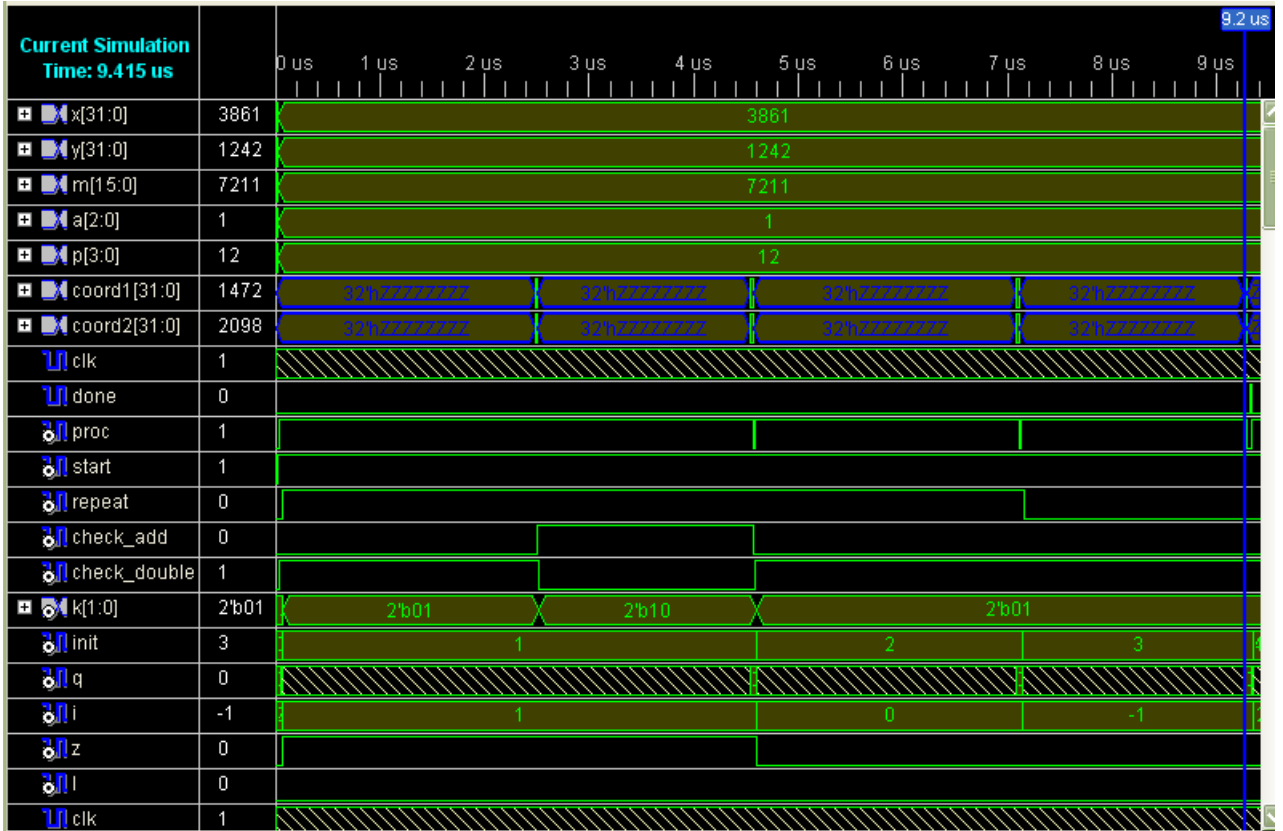 9.2 us
Current Simulation
Time: 9.415 us
0 us 1 us 2 us 3 us 4 us 5 us 6 us 7 us 8 us 9 us
x[31:0] 3861 3861
y[31:0] 1242 1242
m[15:0] 7211 7211
a[2:0] 1 1
p[3:0] 12 12
coord1[31:0] 1472 32'hZZZZZZZZ 32'hZZZZZZZZ 32'hZZZZZZZZ 32'hZZZZZZZZ
coord2[31:0] 2098 32'hZZZZZZZZ 32'hZZZZZZZZ 32'hZZZZZZZZ 32'hZZZZZZZZ
clk 1
done 0
proc 1
start 1
repeat 0
check_add 0
check_double 1
k[1:0] 2'b01 2'b01 2'b10 2'b01
init 3 1 2 3 4
q 0
i -1 1 0 -1 2
z 0
l 0
clk 1